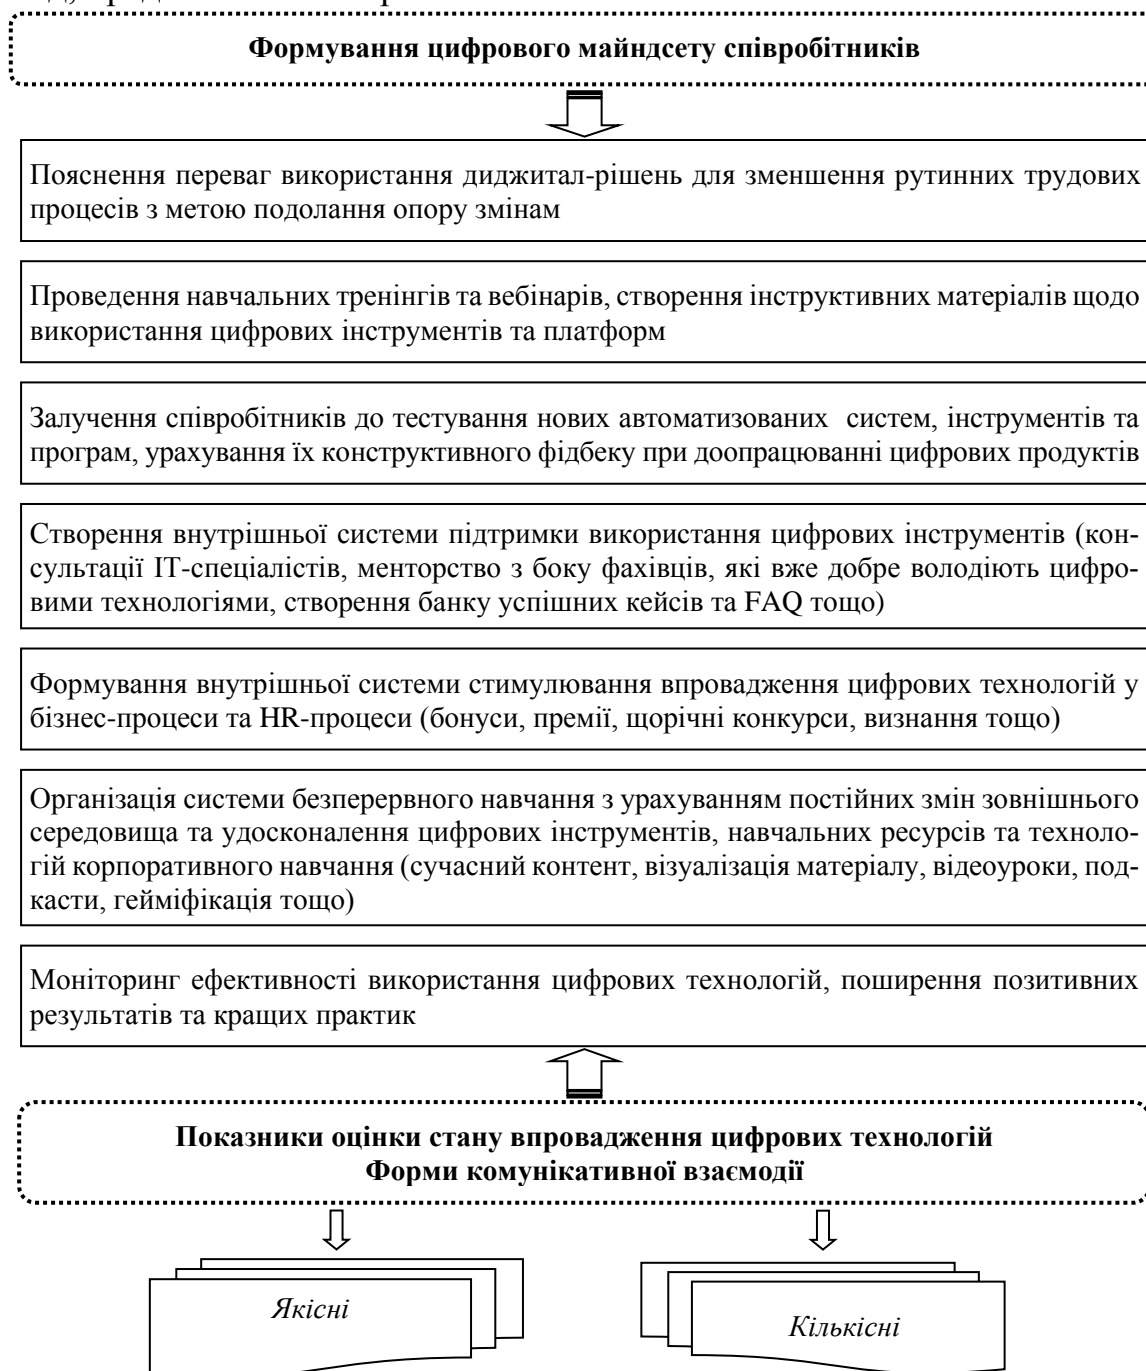 Формування цифрового майндсету співробітників
Пояснення переваг використання диджитал-рішень для зменшення рутинних трудових
процесів з метою подолання опору змінам
Проведення навчальних тренінгів та вебінарів, створення інструктивних матеріалів щодо
використання цифрових інструментів та платформ
Залучення співробітників до тестування нових автоматизованих  систем, інструментів та
програм, урахування їх конструктивного фідбеку при доопрацюванні цифрових продуктів
Створення внутрішньої системи підтримки використання цифрових інструментів (кон-
сультації ІТ-спеціалістів, менторство з боку фахівців, які вже добре володіють цифро-
вими технологіями, створення банку успішних кейсів та FAQ тощо)
Формування внутрішньої системи стимулювання впровадження цифрових технологій у
бізнес-процеси та HR-процеси (бонуси, премії, щорічні конкурси, визнання тощо)
Організація системи безперервного навчання з урахуванням постійних змін зовнішнього
середовища та удосконалення цифрових інструментів, навчальних ресурсів та техноло-
гій корпоративного навчання (сучасний контент, візуалізація матеріалу, відеоуроки, под-
касти, гейміфікація тощо)
Моніторинг ефективності використання цифрових технологій, поширення позитивних
результатів та кращих практик
Показники оцінки стану впровадження цифрових технологій
Форми комунікативної взаємодії
Якісні
Кількісні